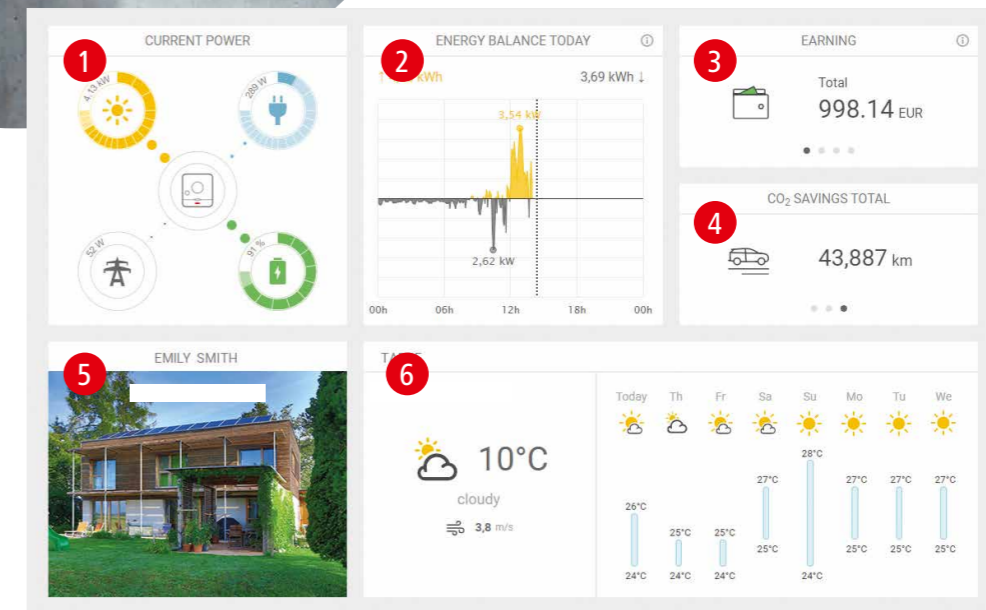 1
CURRENT POWER
4,13 kW
289 W
52 W
91 %
2
ENERGY BALANCE TODAY
kWh
3,69 kWh ↓
3,54 kW
2,62 kW
00h 06h 12h 18h 00h
3
EARNING
Total
998.14 EUR
4
CO₂ SAVINGS TOTAL
43,887 km
5
EMILY SMITH
6
10°C
cloudy
3,8 m/s
Today Th Fr Sa Su Mo Tu We
28°C
27°C 27°C 27°C 27°C
26°C
25°C 25°C
25°C 25°C 25°C 25°C
24°C 24°C 24°C 24°C